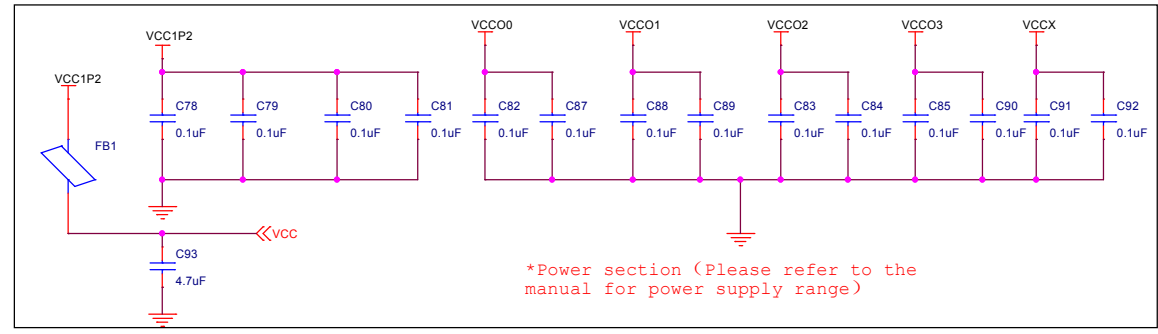 VCC1P2
VCC1P2
VCCO0
VCCO1
VCCO2
VCCO3
VCCX
FB1
C78
0.1uF
C79
0.1uF
C80
0.1uF
C81
0.1uF
C82
0.1uF
C87
0.1uF
C88
0.1uF
C89
0.1uF
C83
0.1uF
C84
0.1uF
C85
0.1uF
C90
0.1uF
C91
0.1uF
C92
0.1uF
VCC
C93
4.7uF
*Power section (Please refer to the
manual for power supply range)